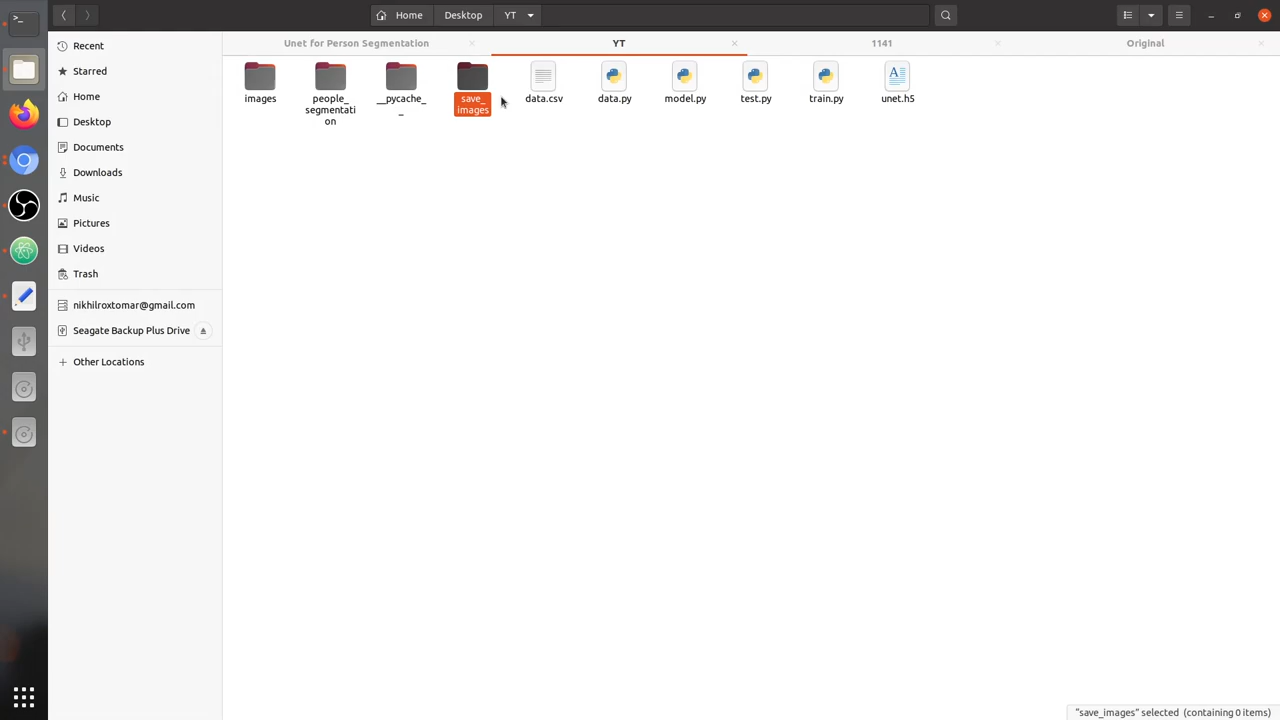 Home
Desktop
YT
Unet for Person Segmentation
YT
1141
Original
Recent
Starred
Home
Desktop
Documents
Downloads
Music
Pictures
Videos
Trash
nikhilroxtomar@gmail.com
Seagate Backup Plus Drive
Other Locations
images
people_
segmentati
on
__pycache_
_
save_
images
data.csv
data.py
model.py
test.py
train.py
unet.h5
"save_images" selected (containing 0 items)